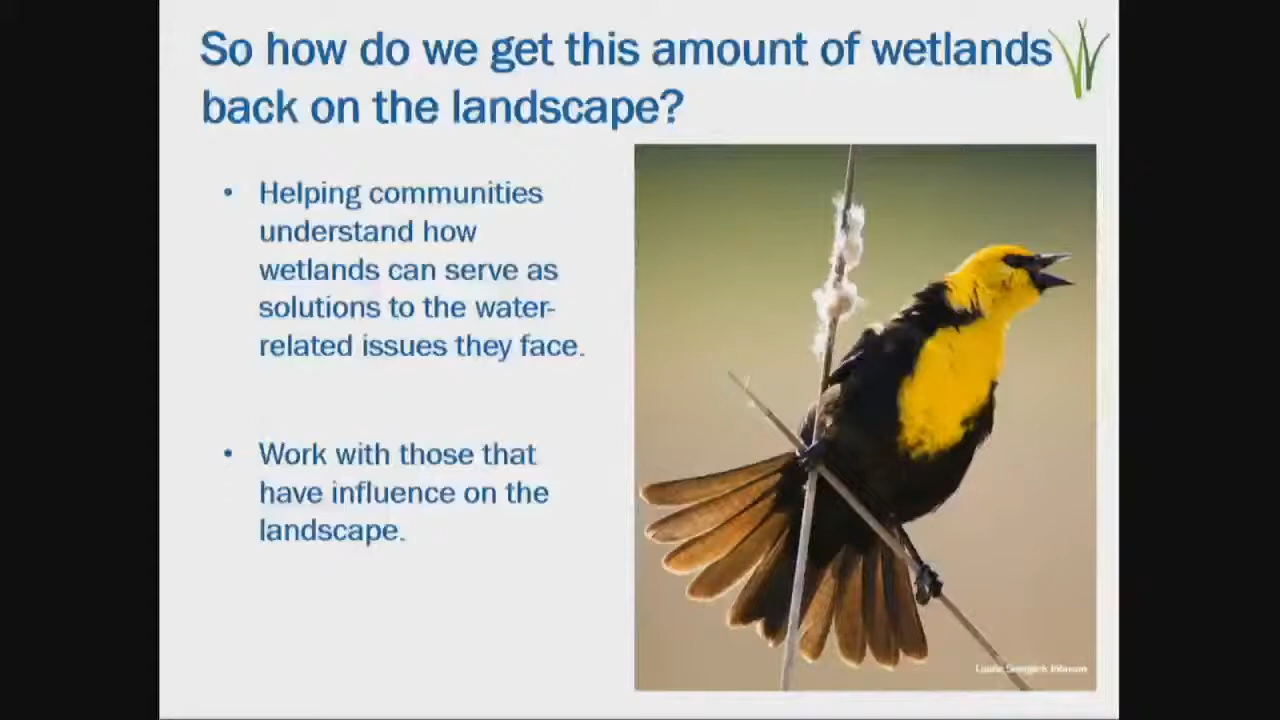 So how do we get this amount of wetlands
back on the landscape?
• Helping communities
understand how
wetlands can serve as
solutions to the water-
related issues they face.
• Work with those that
have influence on the
landscape.